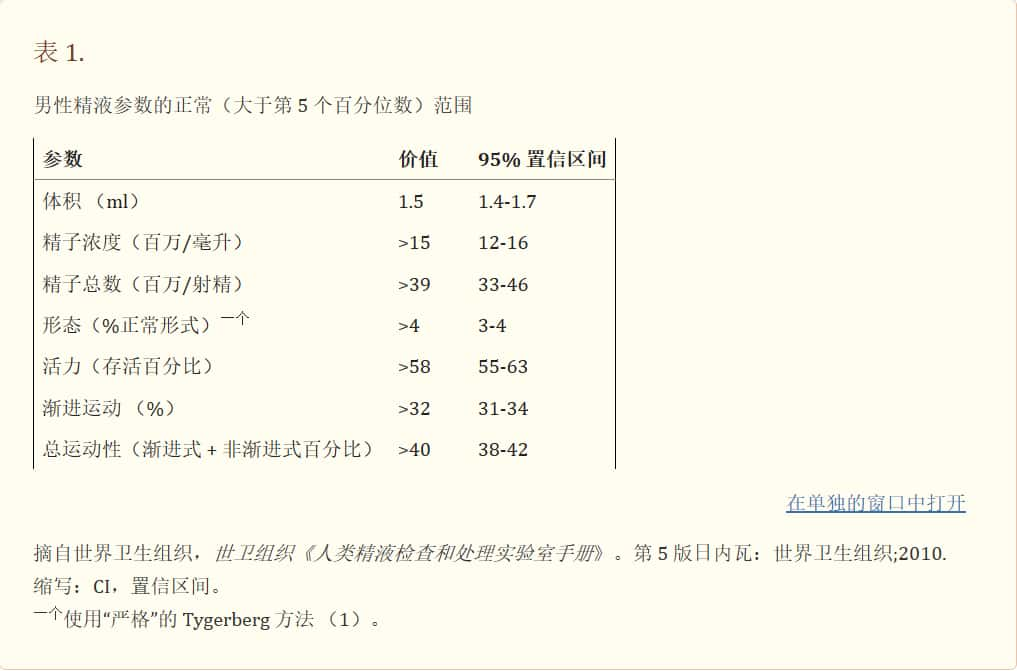 表 1.
男性精液参数的正常（大于第 5 个百分位数）范围
参数 价值 95% 置信区间
体积 （ml） 1.5 1.4-1.7
精子浓度（百万/毫升） >15 12-16
精子总数（百万/射精） >39 33-46
形态（%正常形式）一个 >4 3-4
活力（存活百分比） >58 55-63
渐进运动 （%） >32 31-34
总运动性（渐进式 + 非渐进式百分比） >40 38-42
在单独的窗口中打开
摘自世界卫生组织，世卫组织《人类精液检查和处理实验室手册》。第 5 版日内瓦：世界卫生组织;2010.
缩写：CI，置信区间。
一个使用“严格”的 Tygerberg 方法 （1）。